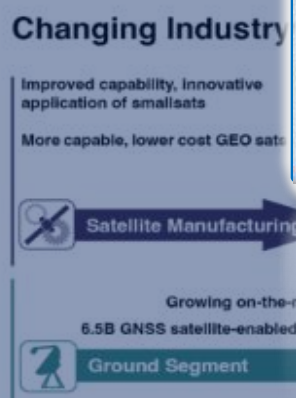 Changing Industry
Improved capability, innovative
application of smallsats
More capable, lower cost GEO sats
Satellite Manufacturing
Growing on-the-
6.5B GNSS satellite-enabled
Ground Segment